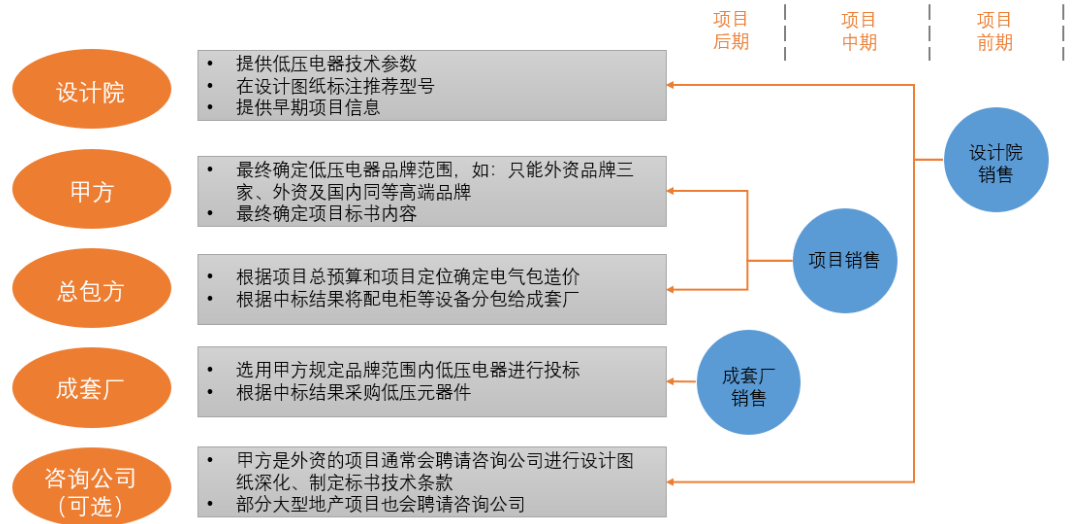 项目
后期
项目
中期
项目
前期
设计院
• 提供低压电器技术参数
• 在设计图纸标注推荐型号
• 提供早期项目信息
设计院
销售
甲方
• 最终确定低压电器品牌范围，如：只能外资品牌三
家、外资及国内同等高端品牌
• 最终确定项目标书内容
项目销售
总包方
• 根据项目总预算和项目定位确定电气包造价
• 根据中标结果将配电柜等设备分包给成套厂
成套厂
• 选用甲方规定品牌范围内低压电器进行投标
• 根据中标结果采购低压元器件
成套厂
销售
咨询公司
（可选）
• 甲方是外资的项目通常会聘请咨询公司进行设计图
纸深化、制定标书技术条款
• 部分大型地产项目也会聘请咨询公司